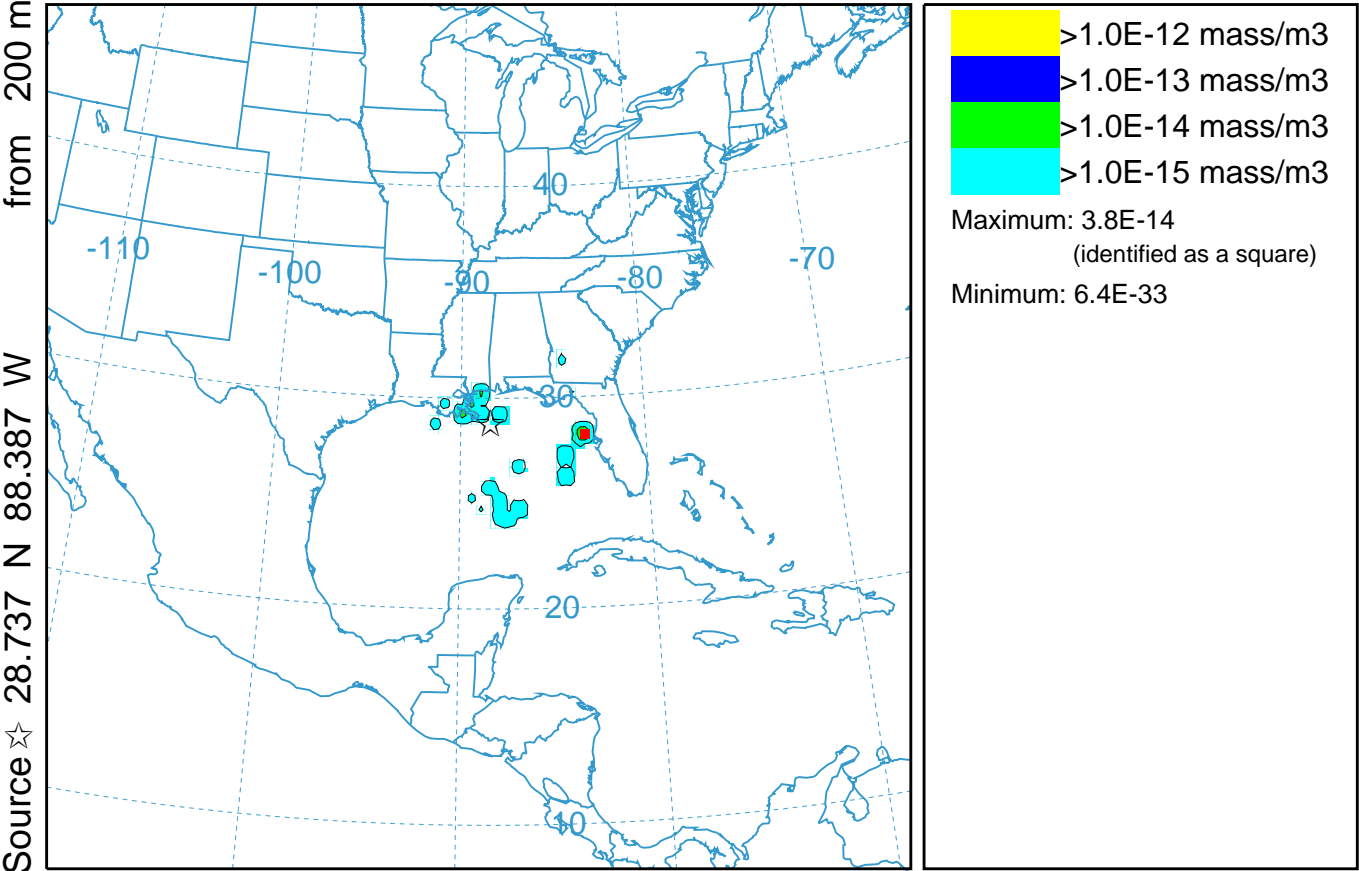 Source ☆ 28.737 N 88.387 W from 200 m
40
-110
-100
-90
-80
-70
30
20
10
>1.0E-12 mass/m3
>1.0E-13 mass/m3
>1.0E-14 mass/m3
>1.0E-15 mass/m3
Maximum: 3.8E-14
(identified as a square)
Minimum: 6.4E-33